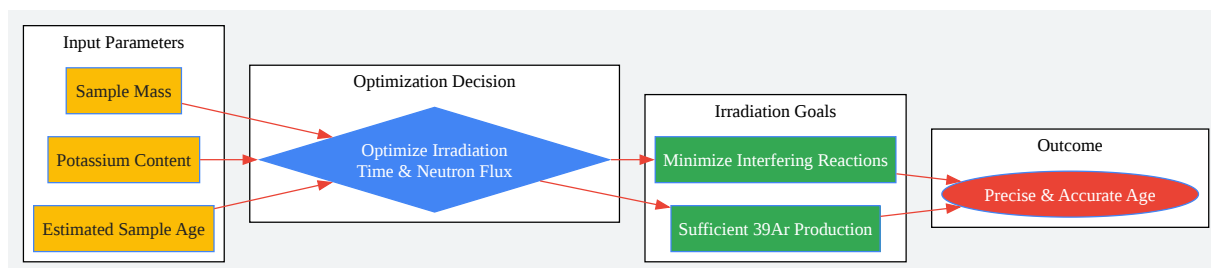 Input Parameters
Sample Mass
Potassium Content
Estimated Sample Age
Optimization Decision
Optimize Irradiation
Time & Neutron Flux
Irradiation Goals
Minimize Interfering Reactions
Sufficient 39Ar Production
Outcome
Precise & Accurate Age